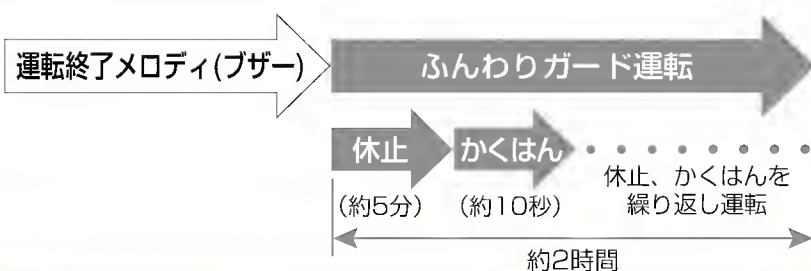 運転終了メロディ(ブザー)
ふんわりガード運転
休止
かくはん
(約5分)
(約10秒)
休止、かくはんを
繰り返し運転
約2時間